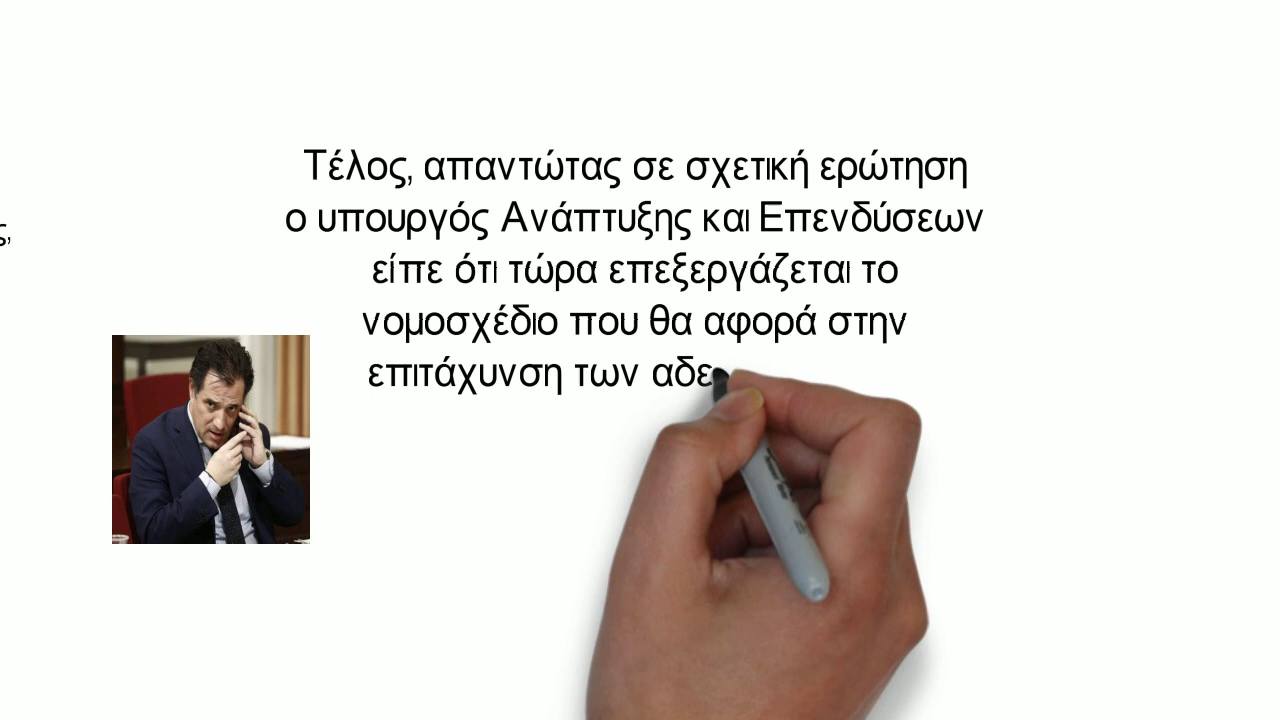 Τέλος, απαντώτας σε σχετική ερώτηση
ο υπουργός Ανάπτυξης και Επενδύσεων
είπε ότι τώρα επεξεργάζεται το
νομοσχέδιο που θα αφορά στην
επιτάχυνση των αδε